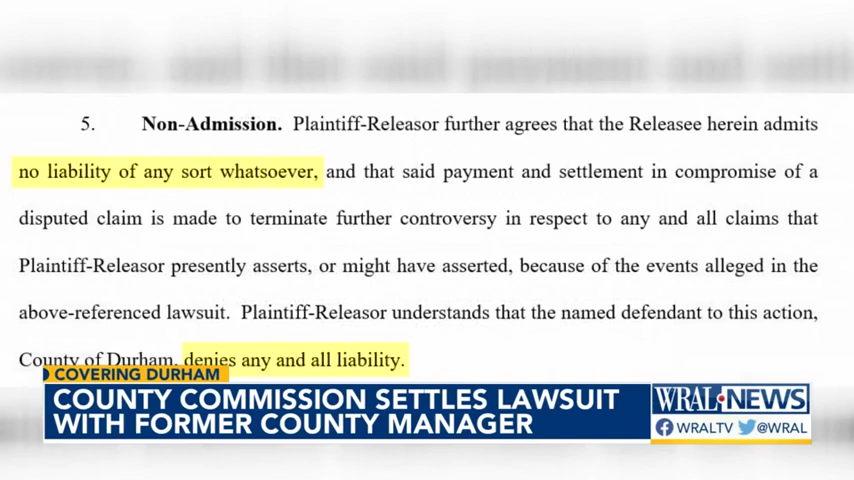 5. Non-Admission. Plaintiff-Releasor further agrees that the Releasee herein admits
no liability of any sort whatsoever, and that said payment and settlement in compromise of a
disputed claim is made to terminate further controversy in respect to any and all claims that
Plaintiff-Releasor presently asserts, or might have asserted, because of the events alleged in the
above-referenced lawsuit. Plaintiff-Releasor understands that the named defendant to this action,
County of Durham, denies any and all liability.
COVERING DURHAM
COUNTY COMMISSION SETTLES LAWSUIT
WITH FORMER COUNTY MANAGER
WRAL NEWS
WRALTV @WRAL